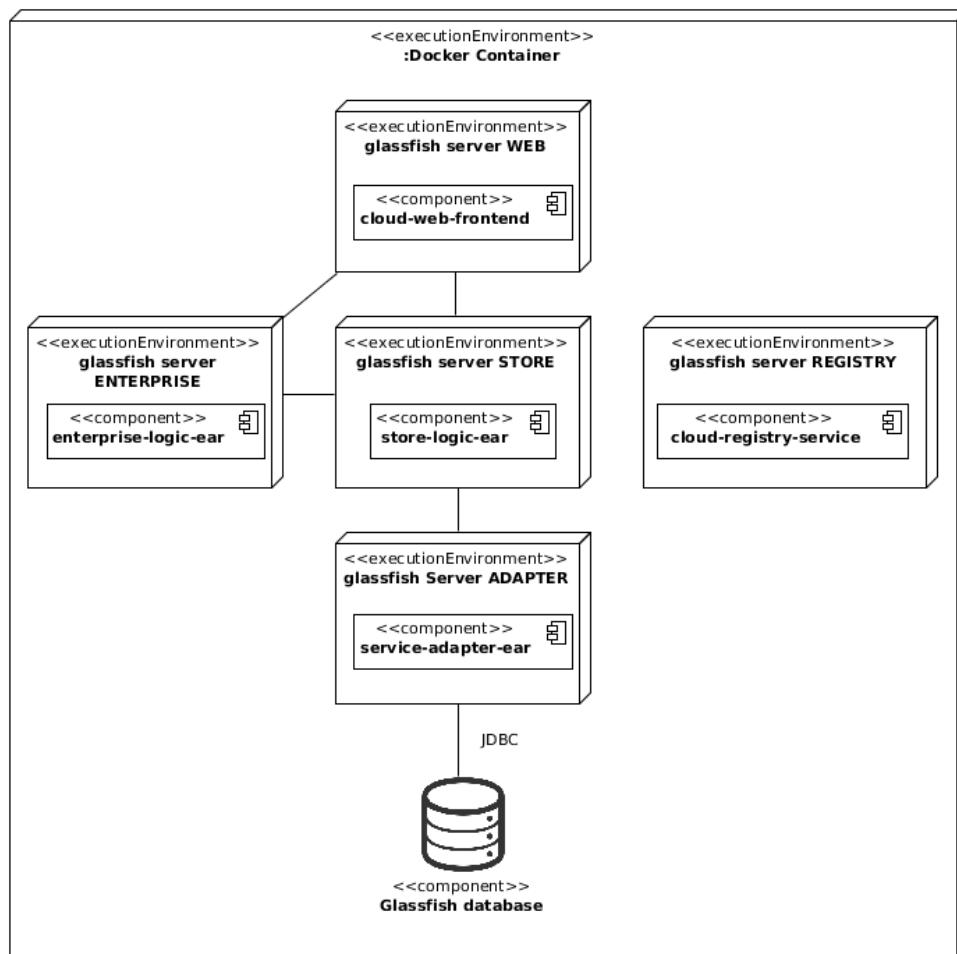 <<executionEnvironment>>
:Docker Container
<<executionEnvironment>>
glassfish server WEB
<<component>>
cloud-web-frontend
<<executionEnvironment>>
glassfish server
ENTERPRISE
<<component>>
enterprise-logic-ear
<<executionEnvironment>>
glassfish server STORE
<<component>>
store-logic-ear
<<executionEnvironment>>
glassfish server REGISTRY
<<component>>
cloud-registry-service
<<executionEnvironment>>
glassfish Server ADAPTER
<<component>>
service-adapter-ear
JDBC
<<component>>
Glassfish database